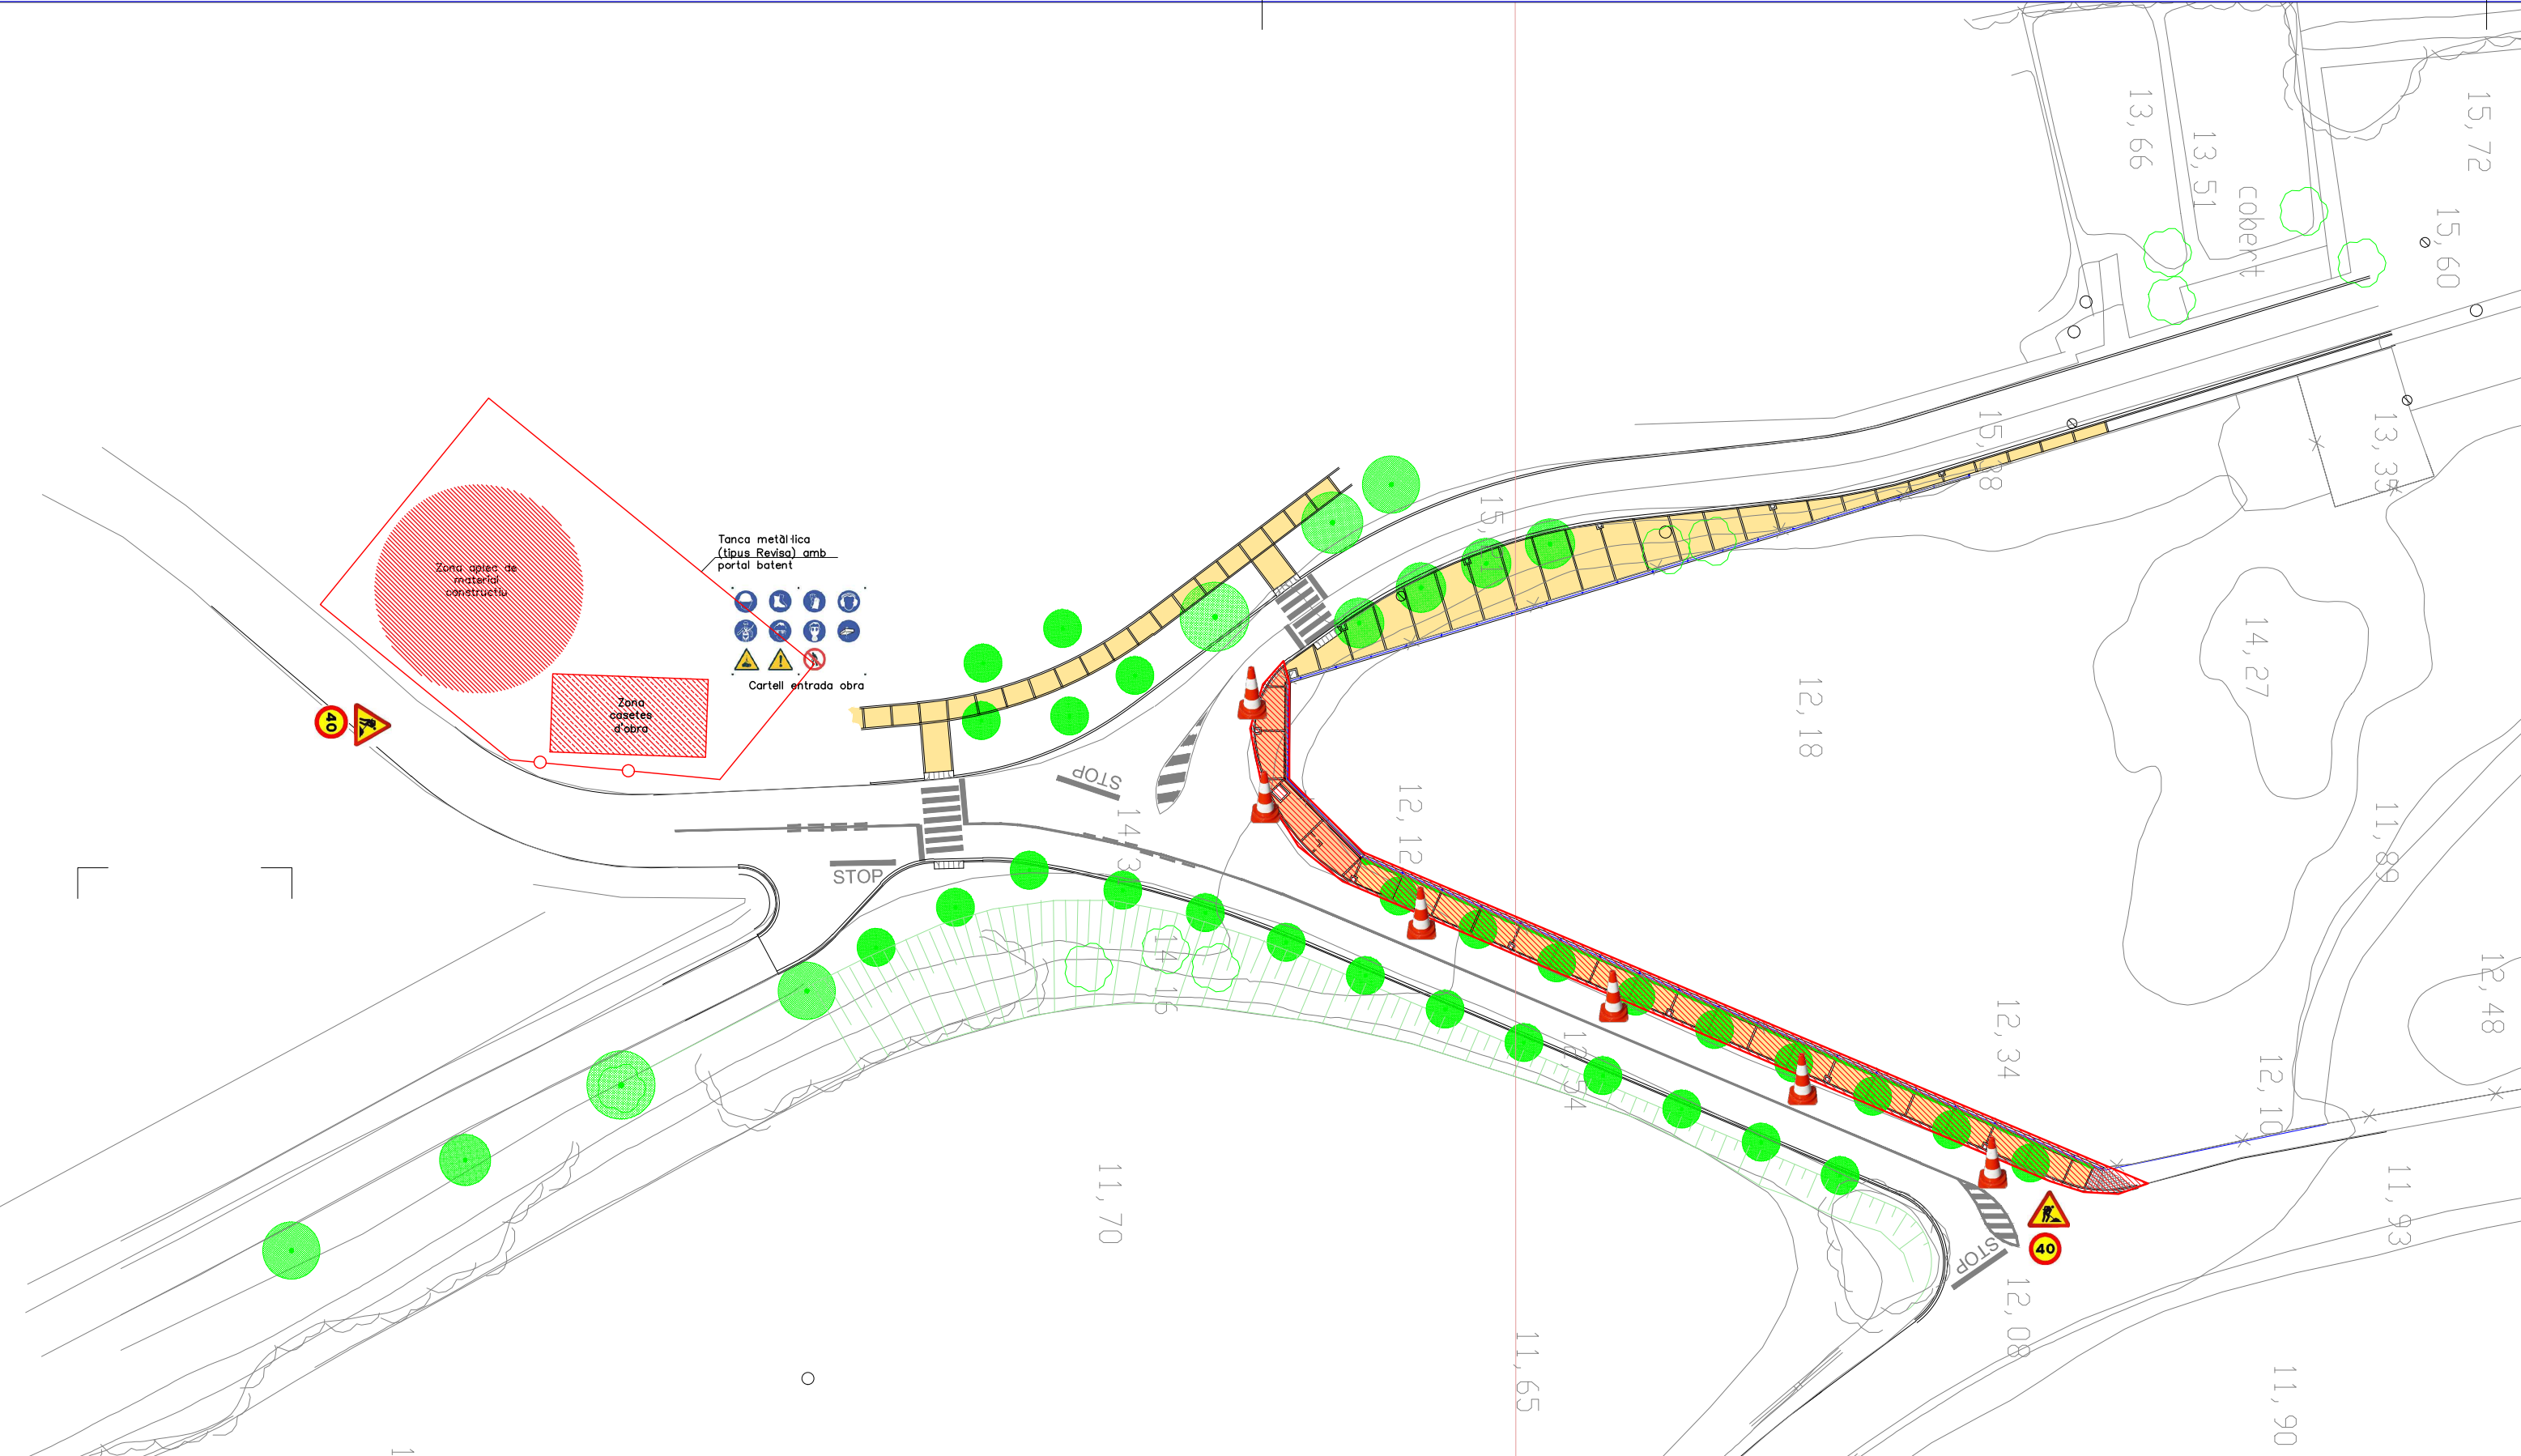 13,66
13,51
cobert
15,72
15,60
13,35
14,27
11,89
12,48
12,10
12,34
12,18
12,12
Tanca metàl·lica
(tipus Revisa) amb
portal batent
Cartell entrada obra
Zona aplec de
material
constructiu
Zona
casetes
d'obra
40
STOP
STOP
14,16
11,70
11,65
STOP
40
12,08
11,93
11,90